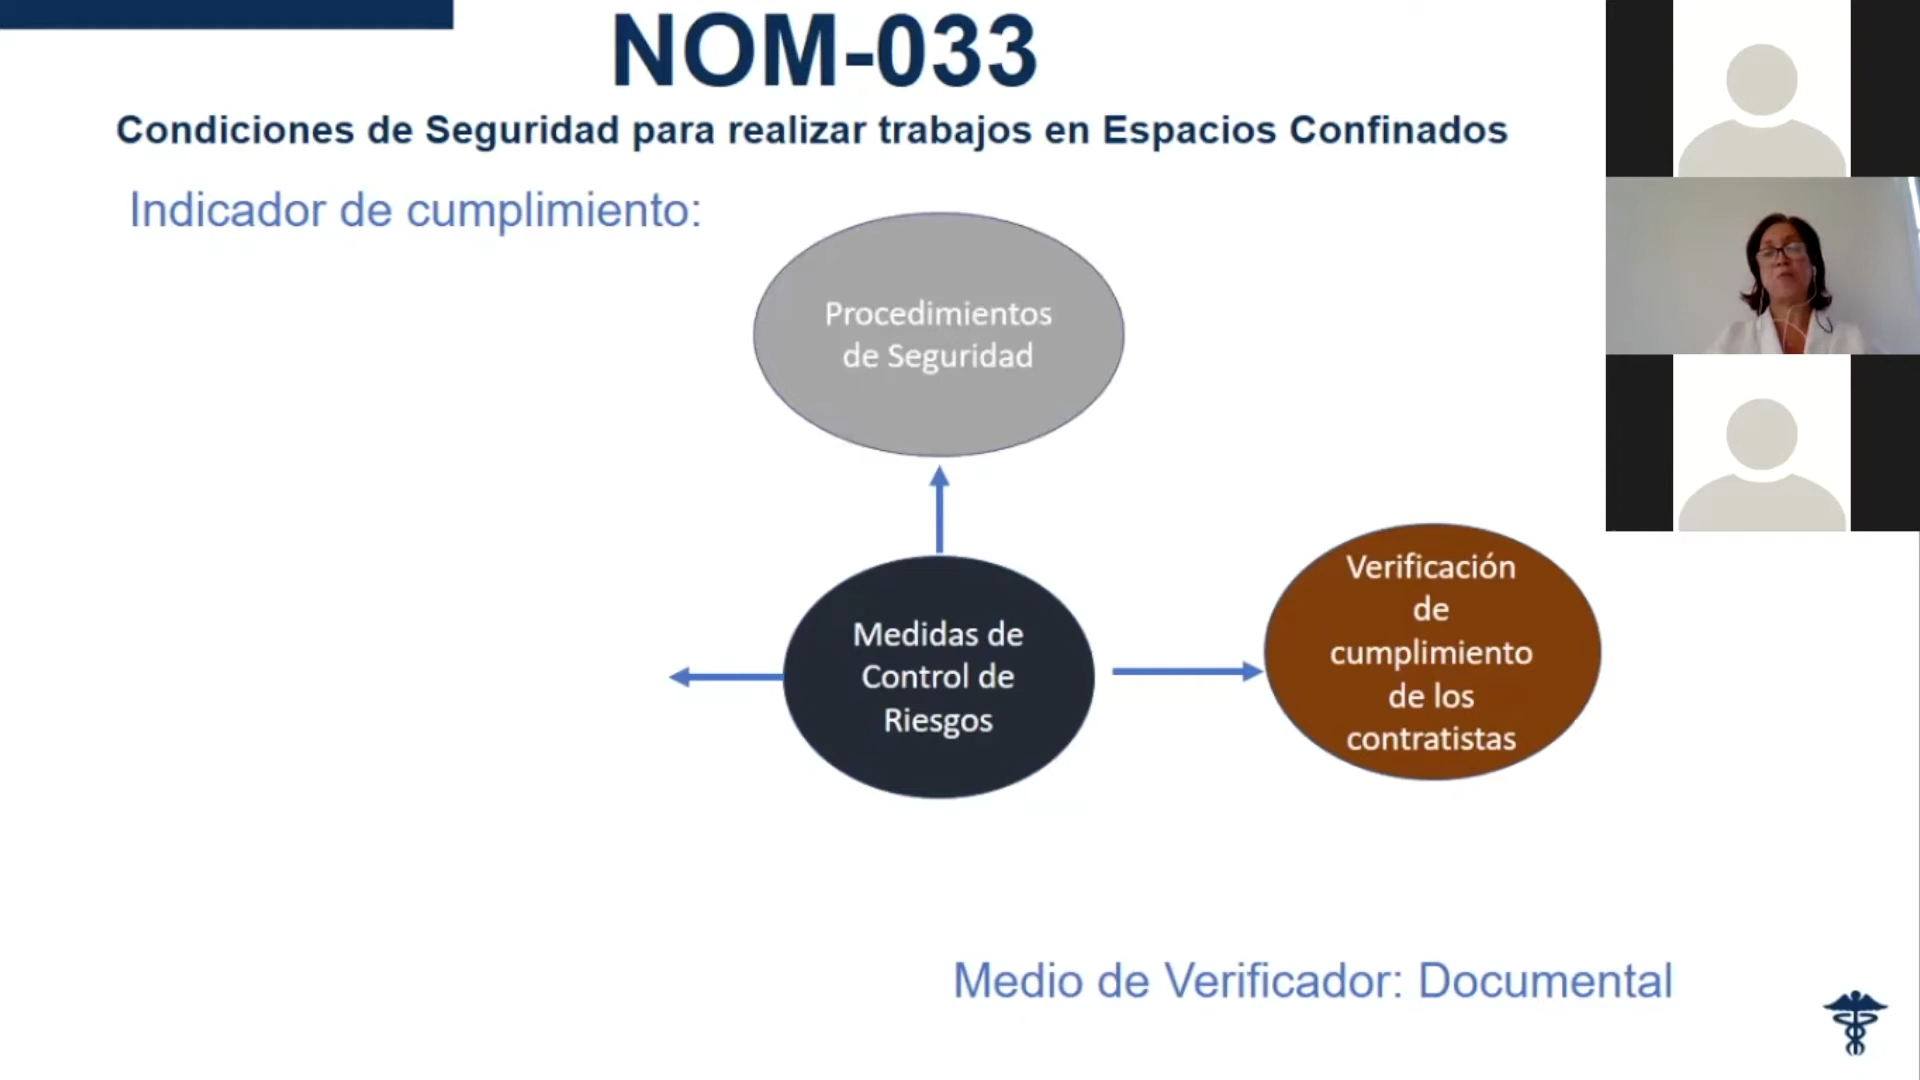 NOM-033
Condiciones de Seguridad para realizar trabajos en Espacios Confinados
Indicador de cumplimiento:
Procedimientos
de Seguridad
Medidas de
Control de
Riesgos
Verificación
de
cumplimiento
de los
contratistas
Medio de Verificador: Documental